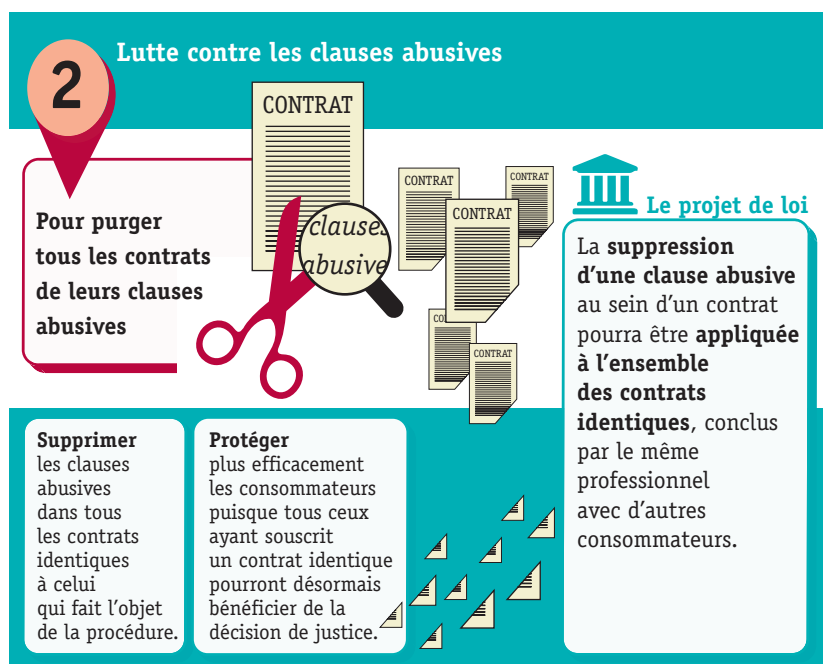 2
Lutte contre les clauses abusives
CONTRAT
clauses
abusive
Pour purger
tous les contrats
de leurs clauses
abusives
CONTRAT
CONTRAT
CONTRAT
CO
CONTRAT
Le projet de loi
La suppression
d'une clause abusive
au sein d'un contrat
pourra être appliquée
à l'ensemble
des contrats
identiques, conclus
par le même
professionnel
avec d'autres
consommateurs.
Supprimer
les clauses
abusives
dans tous
les contrats
identiques
à celui
qui fait l'objet
de la procédure.
Protéger
plus efficacement
les consommateurs
puisque tous ceux
ayant souscrit
un contrat identique
pourront désormais
bénéficier de la
décision de justice.